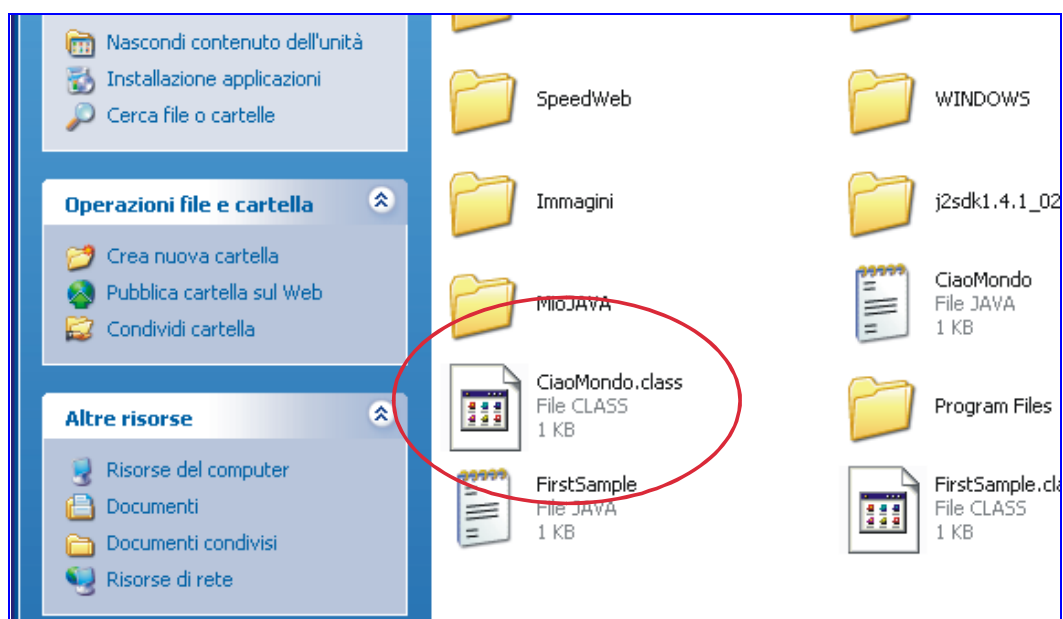 Nascondi contenuto dell'unità
Installazione applicazioni
Cerca file o cartelle
Operazioni file e cartella
Crea nuova cartella
Pubblica cartella sul Web
Condividi cartella
Altre risorse
Risorse del computer
Documenti
Documenti condivisi
Risorse di rete
SpeedWeb
WINDOWS
Immagini
j2sdk1.4.1_02
MioJAVA
CiaoMondo
File JAVA
1 KB
CiaoMondo.class
File CLASS
1 KB
Program Files
FirstSample
File JAVA
1 KB
FirstSample.cla
File CLASS
1 KB